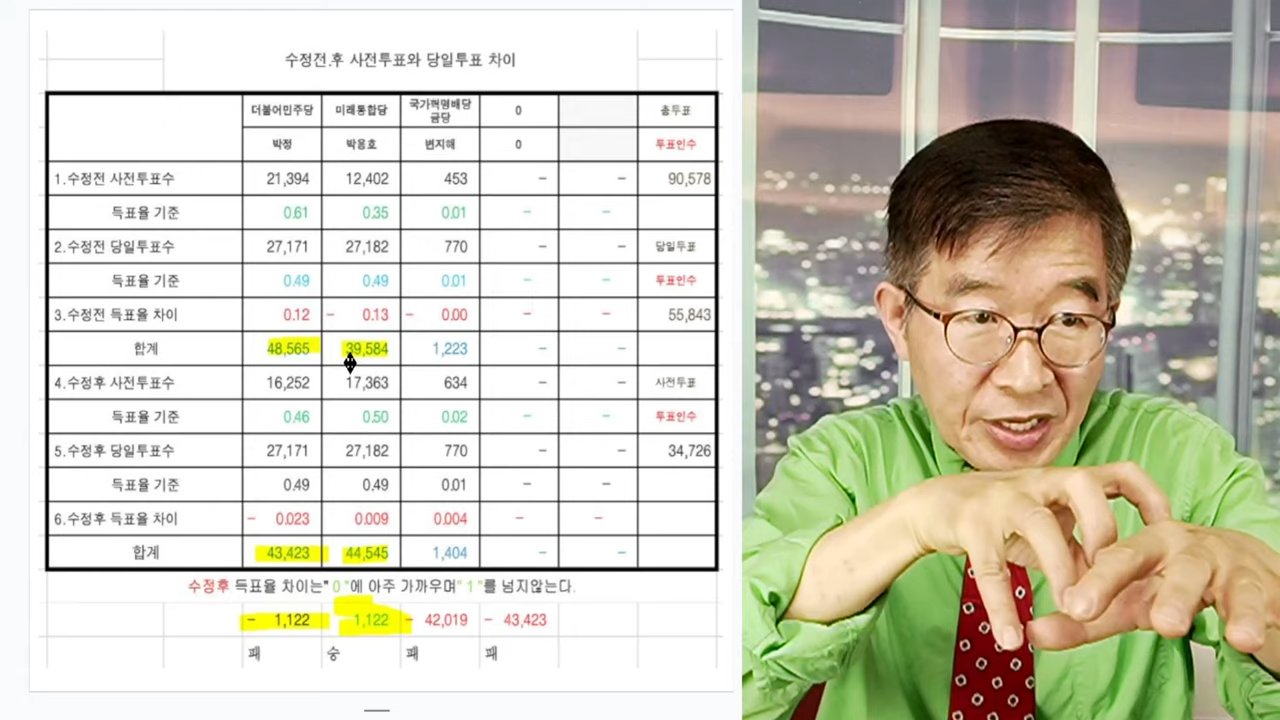 수정전.후 사전투표와 당일투표 차이
더불어민주당 미래통합당 국가혁명배당금당 0 총투표
박정 박용호 변지해 0 투표인수
1.수정전 사전투표수 21,394 12,402 453 – – 90,578
득표율 기준 0.61 0.35 0.01 – –
2.수정전 당일투표수 27,171 27,182 770 – – 당일투표
득표율 기준 0.49 0.49 0.01 – – 투표인수
3.수정전 득표율 차이 0.12 – 0.13 – 0.00 – – 55,843
합계 48,565 39,584 1,223 – –
4.수정후 사전투표수 16,252 17,363 634 – – 사전투표
득표율 기준 0.46 0.50 0.02 – – 투표인수
5.수정후 당일투표수 27,171 27,182 770 – – 34,726
득표율 기준 0.49 0.49 0.01 – –
6.수정후 득표율 차이 – 0.023 0.009 0.004 – –
합계 43,423 44,545 1,404 – –
수정후 득표율 차이는" 0 "에 아주 가까우며" 1 "를 넘지않는다.
– 1,122 1,122 – 42,019 – 43,423
패 승 패 패